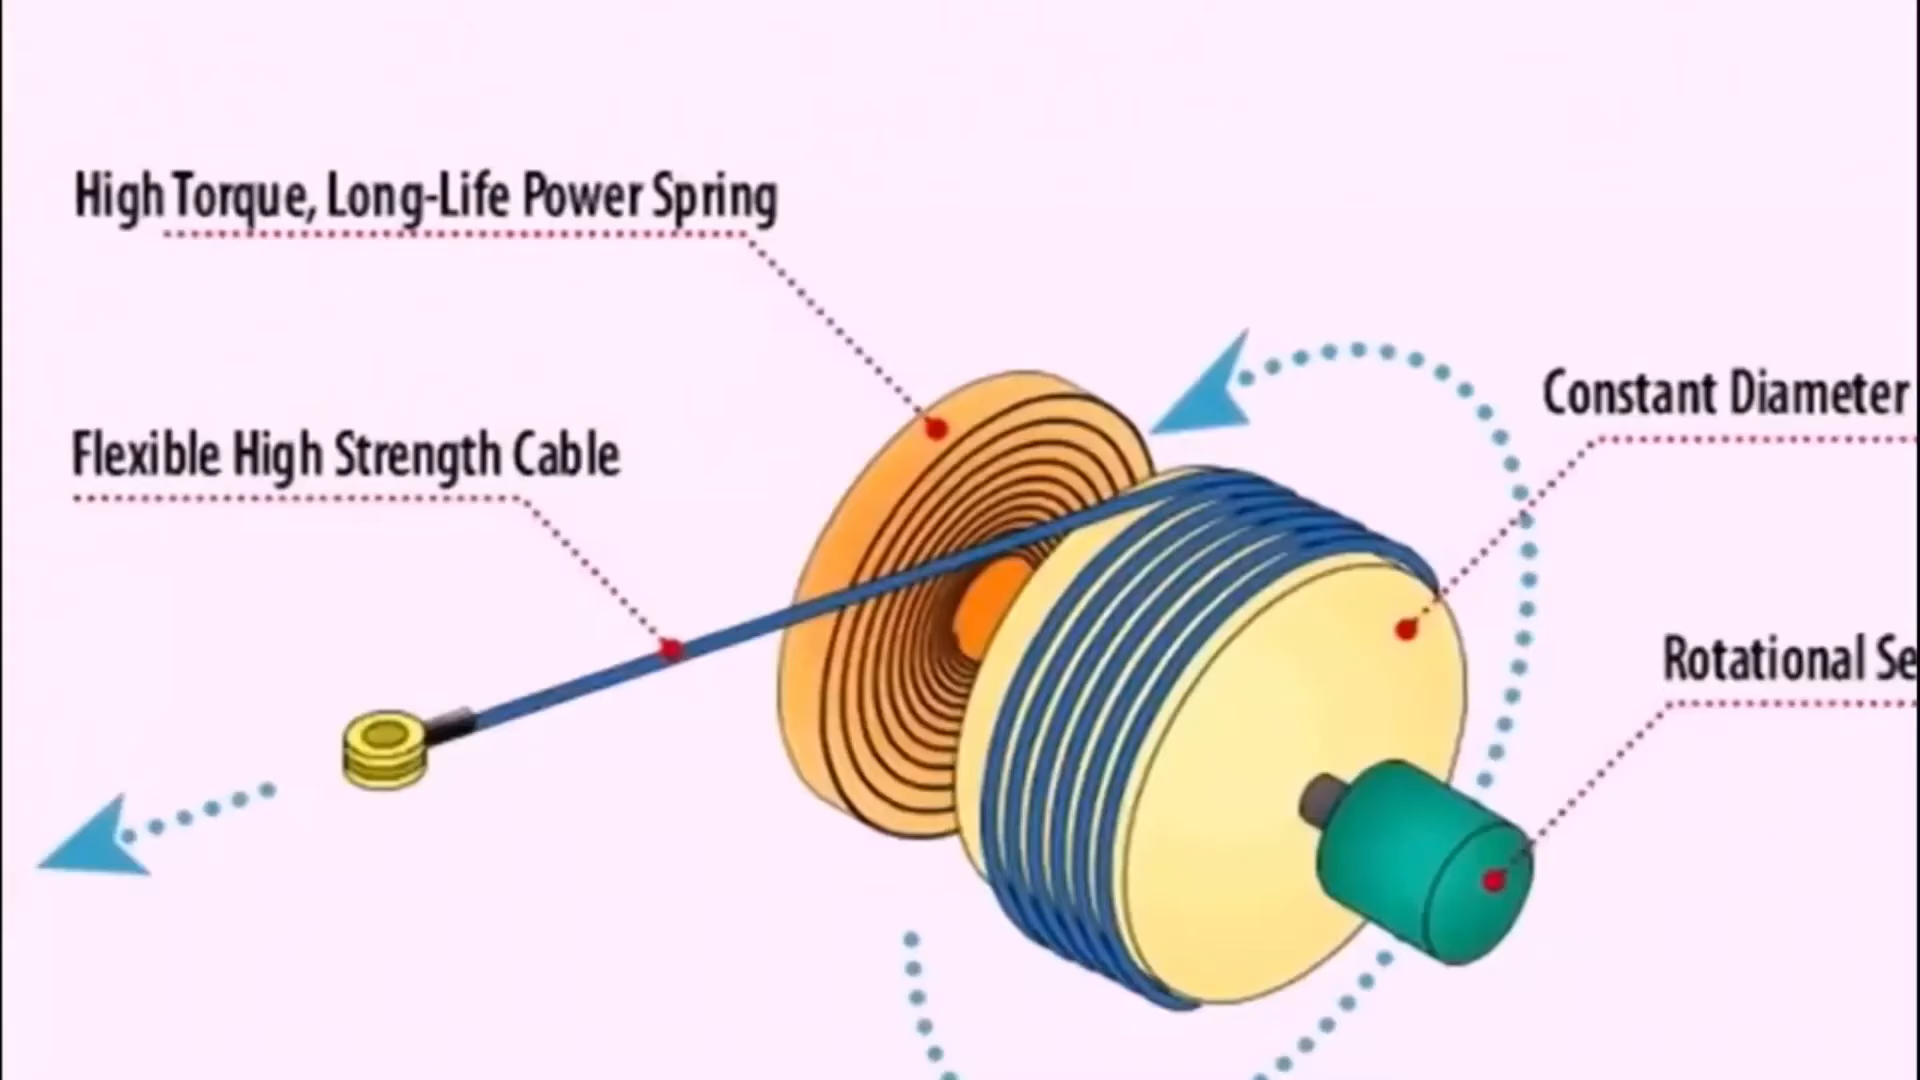 High Torque, Long-Life Power Spring
Constant Diameter
Flexible High Strength Cable
Rotational Se